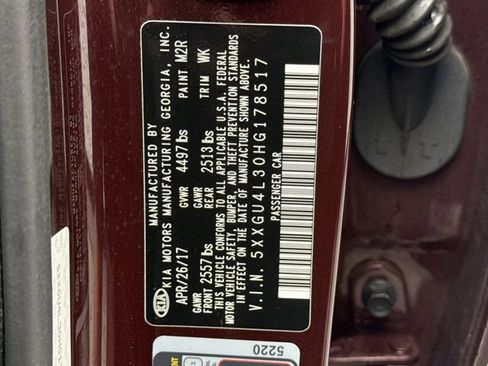 MANUFACTURED BY
KIA MOTORS MANUFACTURING GEORGIA, INC.
KIA
APR/26/17 GVWR 4497 lbs PAINT M2R
GAWR FRONT 2557 lbs GAWR REAR 2513 lbs TRIM WK
THIS VEHICLE CONFORMS TO ALL APPLICABLE U.S.A. FEDERAL
MOTOR VEHICLE SAFETY, BUMPER, AND THEFT PREVENTION STANDARDS
IN EFFECT ON THE DATE OF MANUFACTURE SHOWN ABOVE.
V.I.N. 5XXGU4L30HG178517
PASSENGER CAR
5220